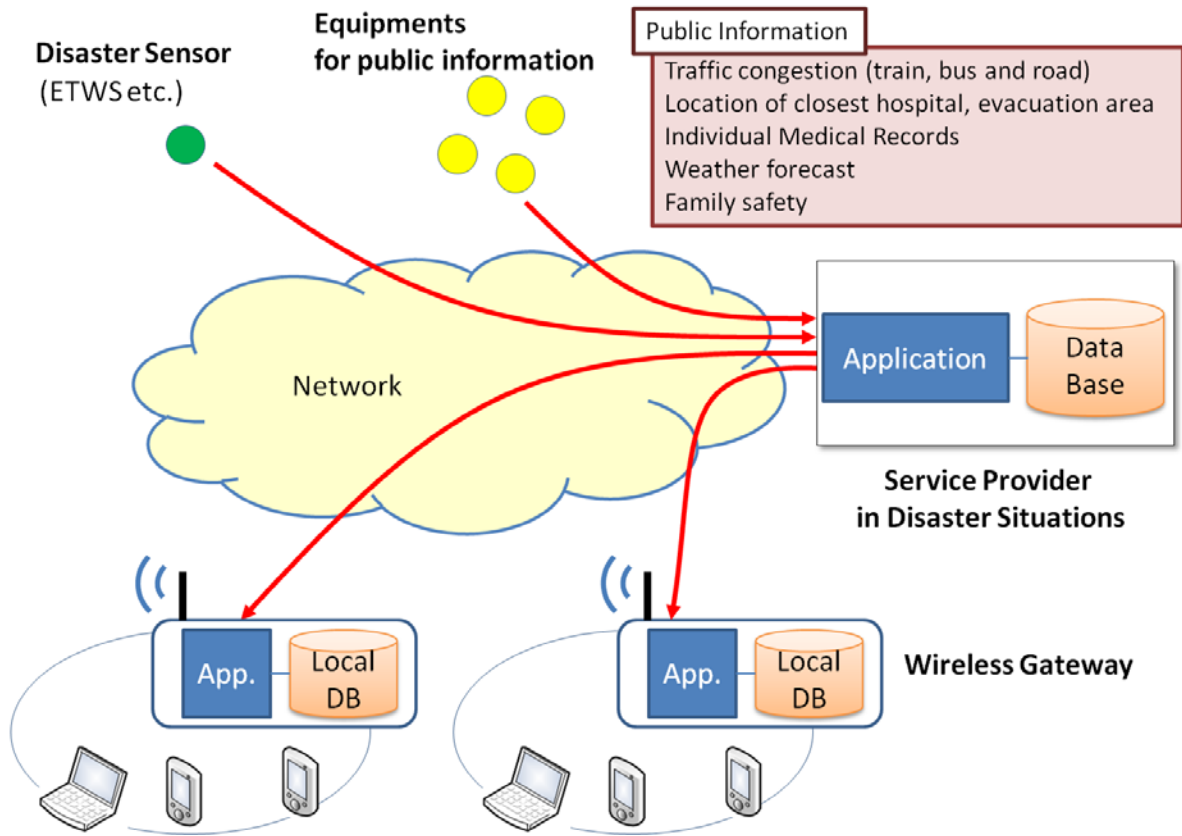 Disaster Sensor
(ETWS etc.)
Equipments
for public information
Public Information
Traffic congestion (train, bus and road)
Location of closest hospital, evacuation area
Individual Medical Records
Weather forecast
Family safety
Network
Application
Data
Base
Service Provider
in Disaster Situations
App.
Local
DB
App.
Local
DB
Wireless Gateway